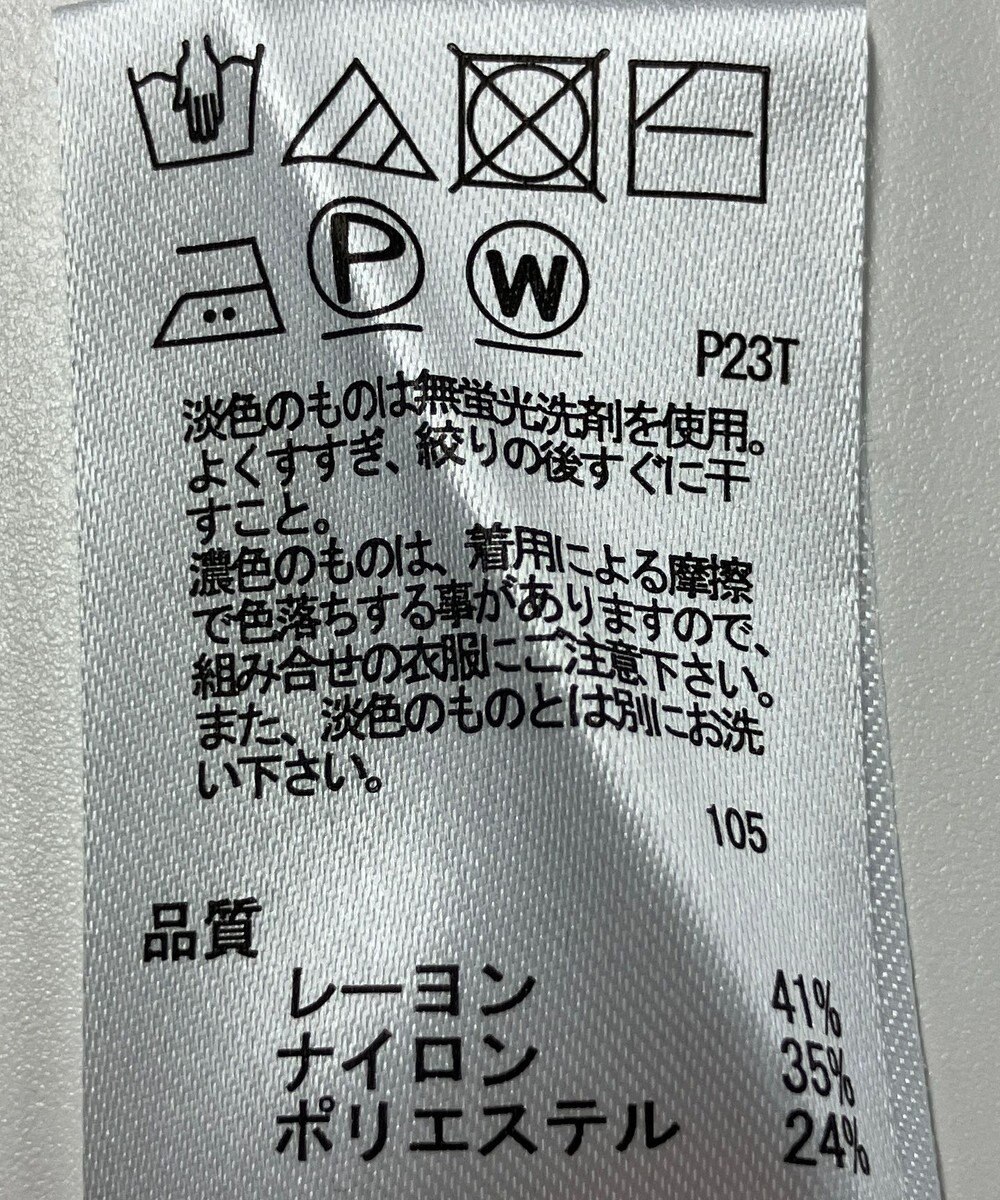 P W
P23T
淡色のものは無蛍光洗剤を使用。
よくすすぎ、絞りの後すぐに干
すこと。
濃色のものは、着用による摩擦
で色落ちする事がありますので、
組み合せの衣服にご注意下さい。
また、淡色のものとは別にお洗
い下さい。
105
品質
レーヨン 41%
ナイロン 35%
ポリエステル 24%